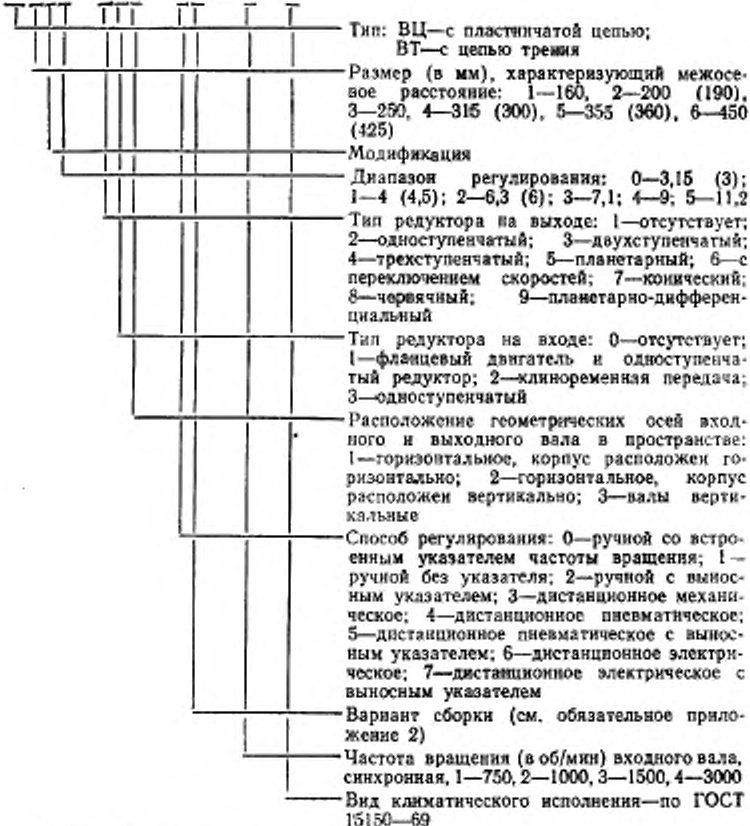 Тип: ВЦ—с пластинчатой цепью;
ВТ—с цепью трения
Размер (в мм), характеризующий межосе-
вое расстояние: 1—160, 2—200 (190),
3—250, 4—315 (300), 5—355 (360), 6—450
(425)
Модификация
Диапазон регулирования: 0—3,15 (3);
1—4 (4,5); 2—6,3 (6); 3—7,1; 4—9; 5—11,2
Тип редуктора на выходе: 1—отсутствует;
2—одноступенчатый; 3—двухступенчатый;
4—трехступенчатый; 5—планетарный; 6—с
переключением скоростей; 7—конический;
8—червячный; 9—планетарно-дифферен-
циальный
Тип редуктора на входе: 0—отсутствует;
1—фланцевый двигатель и одноступенча-
тый редуктор; 2—клиноременная передача;
3—одноступенчатый
Расположение геометрических осей вход-
ного и выходного вала в пространстве:
1—горизонтальное, корпус расположен го-
ризонтально; 2—горизонтальное, корпус
расположен вертикально; 3—валы верти-
кальные
Способ регулирования: 0—ручной со встро-
енным указателем частоты вращения; 1—
ручной без указателя; 2—ручной с вынос-
ным указателем; 3—дистанционное механи-
ческое; 4—дистанционное пневматическое;
5—дистанционное пневматическое с вынос-
ным указателем; 6—дистанционное электри-
ческое; 7—дистанционное электрическое с
выносным указателем
Вариант сборки (см. обязательное прило-
жение 2)
Частота вращения (в об/мин) входного вала,
синхронная, 1—750, 2—1000, 3—1500, 4—3000
Вид климатического исполнения—по ГОСТ
15150—69